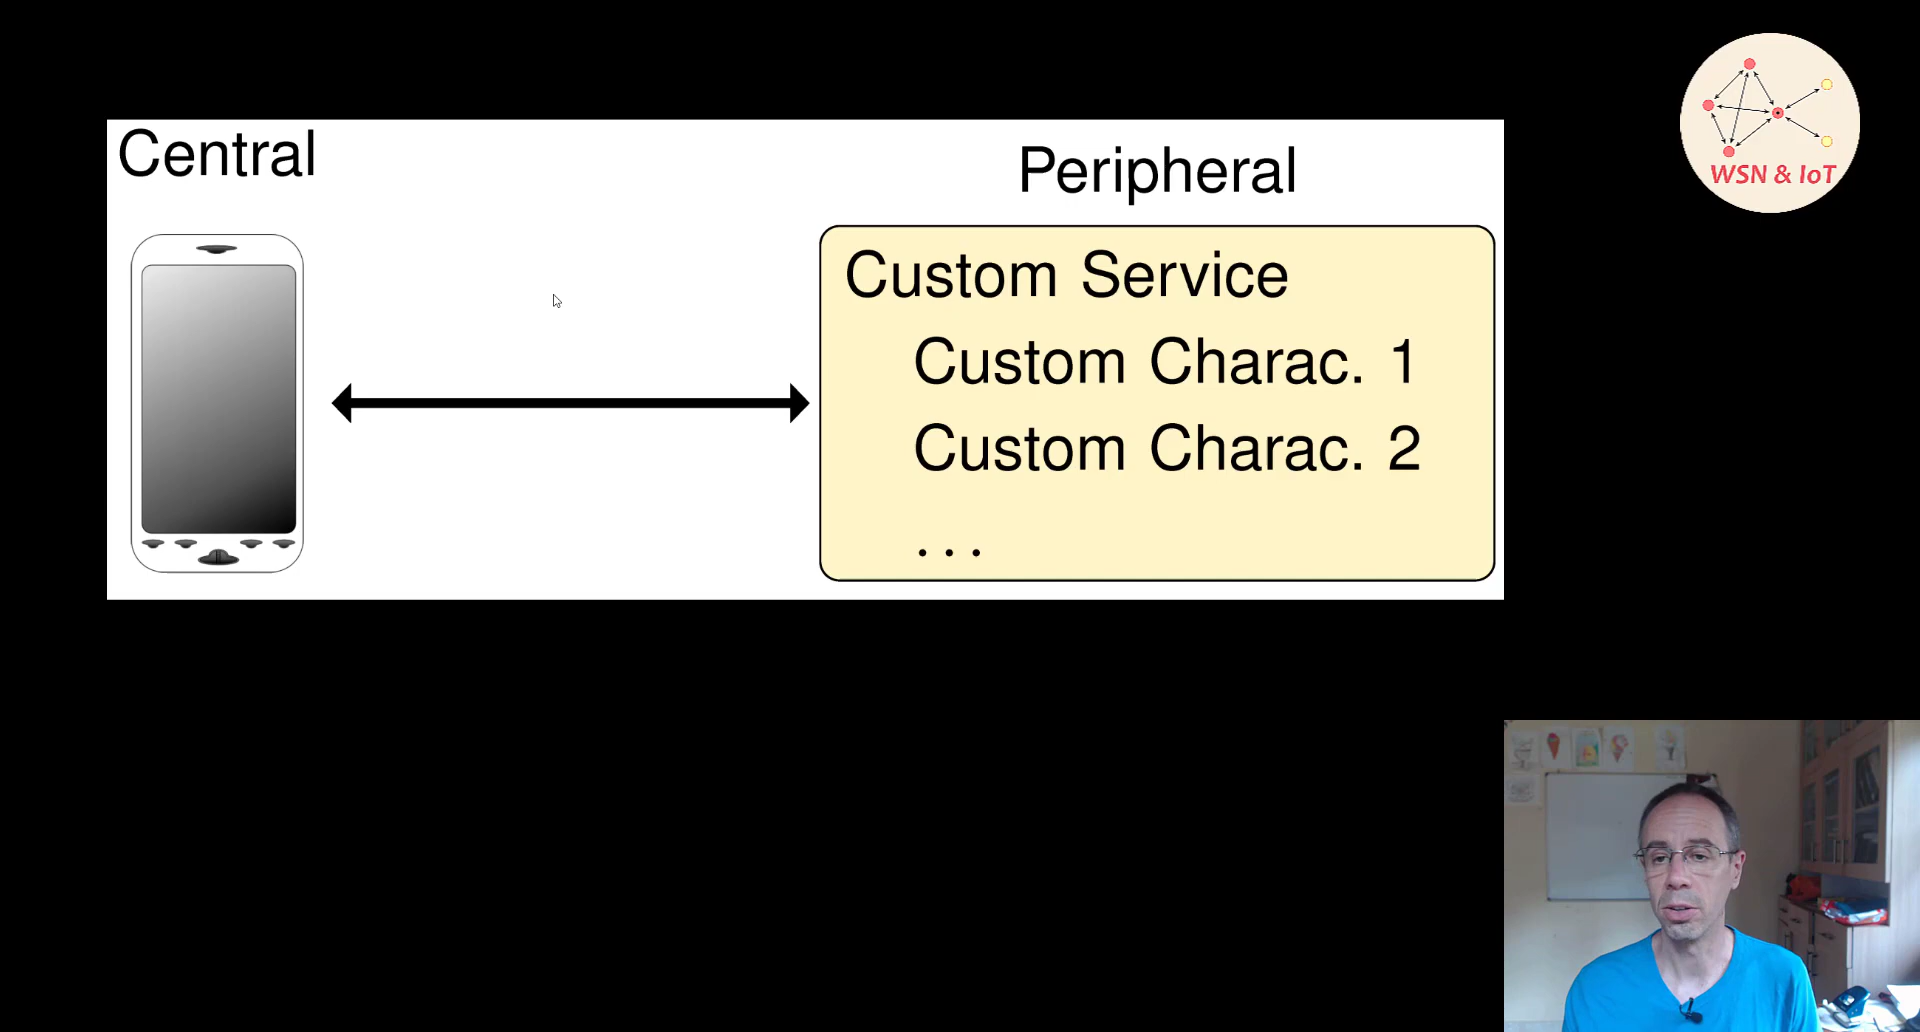 Central
Peripheral
Custom Service
Custom Charac. 1
Custom Charac. 2
...
WSN & IoT